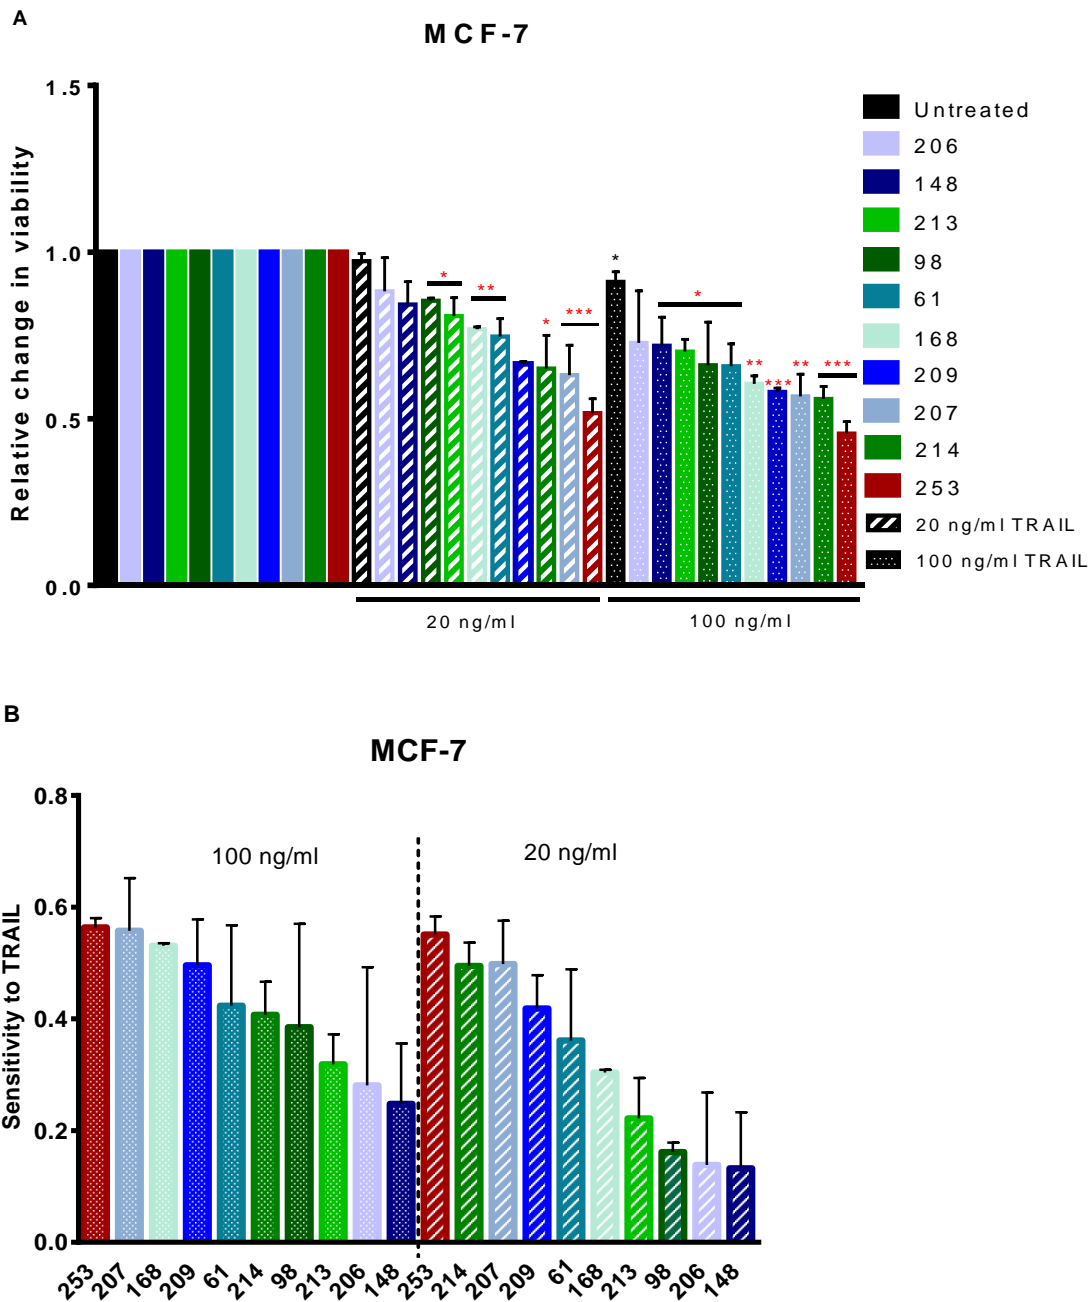 A
MCF-7
Relative change in viability
1.5
1.0
0.5
0.0
* ** * *** * * ** *** ** ***
20 ng/ml 100 ng/ml
Untreated
206
148
213
98
61
168
209
207
214
253
20 ng/ml TRAIL
100 ng/ml TRAIL
B
MCF-7
Sensitivity to TRAIL
0.8
0.6
0.4
0.2
0.0
100 ng/ml 20 ng/ml
253 207 168 209 61 214 98 213 206 148 253 214 207 209 61 168 213 98 206 148